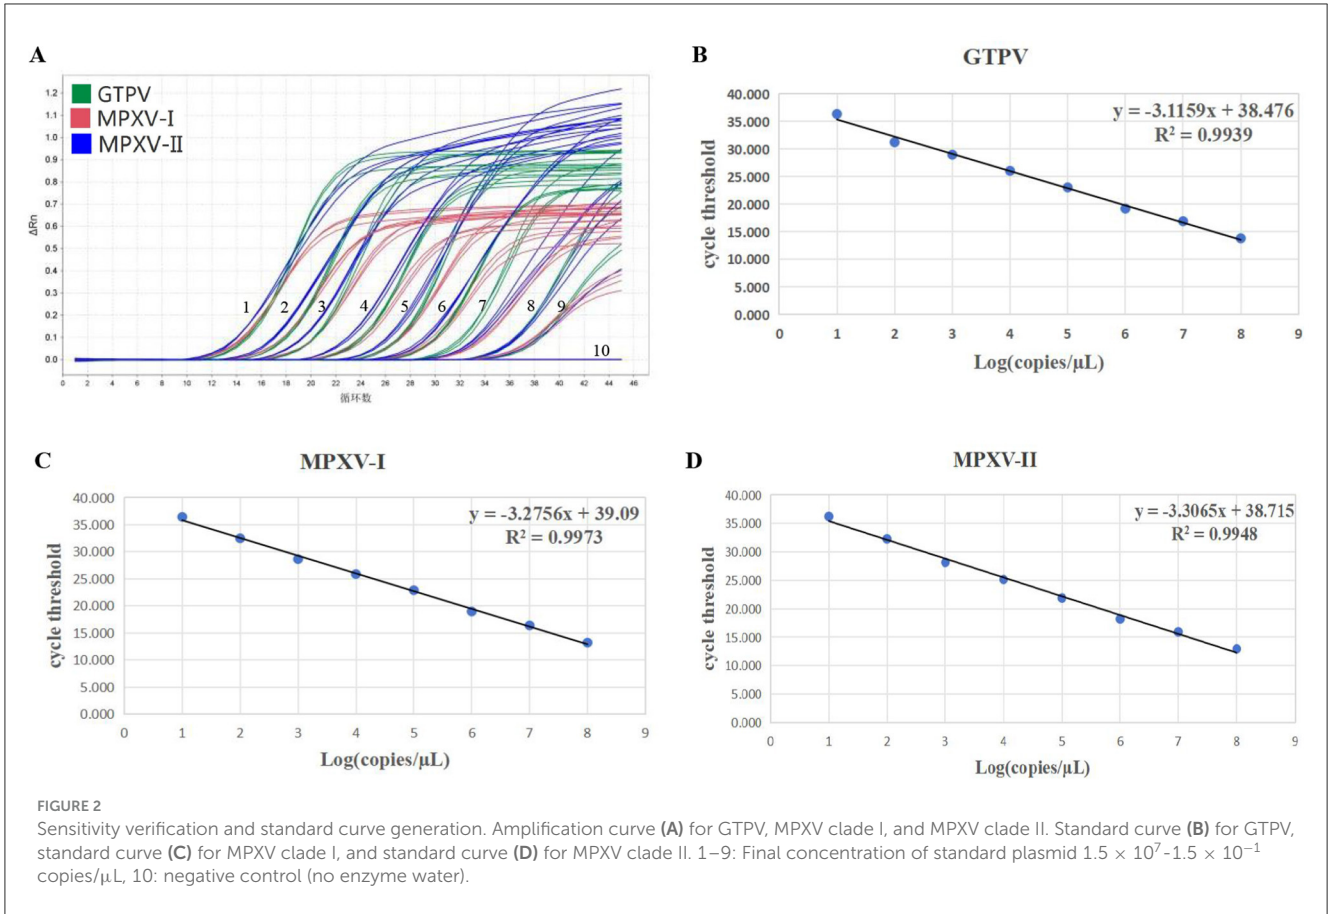 A
GTPV
MPXV-I
MPXV-II
1.2
1.1
1.0
0.9
0.8
0.7
0.6
0.5
0.4
0.3
0.2
0.1
0.0
ΔRn
1 2 3 4 5 6 7 8 9
10
0 2 4 6 8 10 12 14 16 18 20 22 24 26 28 30 32 34 36 38 40 42 44 46
循环数
B
GTPV
y = -3.1159x + 38.476
R² = 0.9939
40.000
35.000
30.000
25.000
20.000
15.000
10.000
5.000
0.000
cycle threshold
0 1 2 3 4 5 6 7 8 9
Log(copies/μL)
C
MPXV-I
y = -3.2756x + 39.09
R² = 0.9973
40.000
35.000
30.000
25.000
20.000
15.000
10.000
5.000
0.000
cycle threshold
0 1 2 3 4 5 6 7 8 9
Log(copies/μL)
D
MPXV-II
y = -3.3065x + 38.715
R² = 0.9948
40.000
35.000
30.000
25.000
20.000
15.000
10.000
5.000
0.000
cycle threshold
0 1 2 3 4 5 6 7 8 9
Log(copies/μL)
FIGURE 2
Sensitivity verification and standard curve generation. Amplification curve (A) for GTPV, MPXV clade I, and MPXV clade II. Standard curve (B) for GTPV,
standard curve (C) for MPXV clade I, and standard curve (D) for MPXV clade II. 1–9: Final concentration of standard plasmid 1.5 × 10⁷-1.5 × 10⁻¹
copies/μL, 10: negative control (no enzyme water).